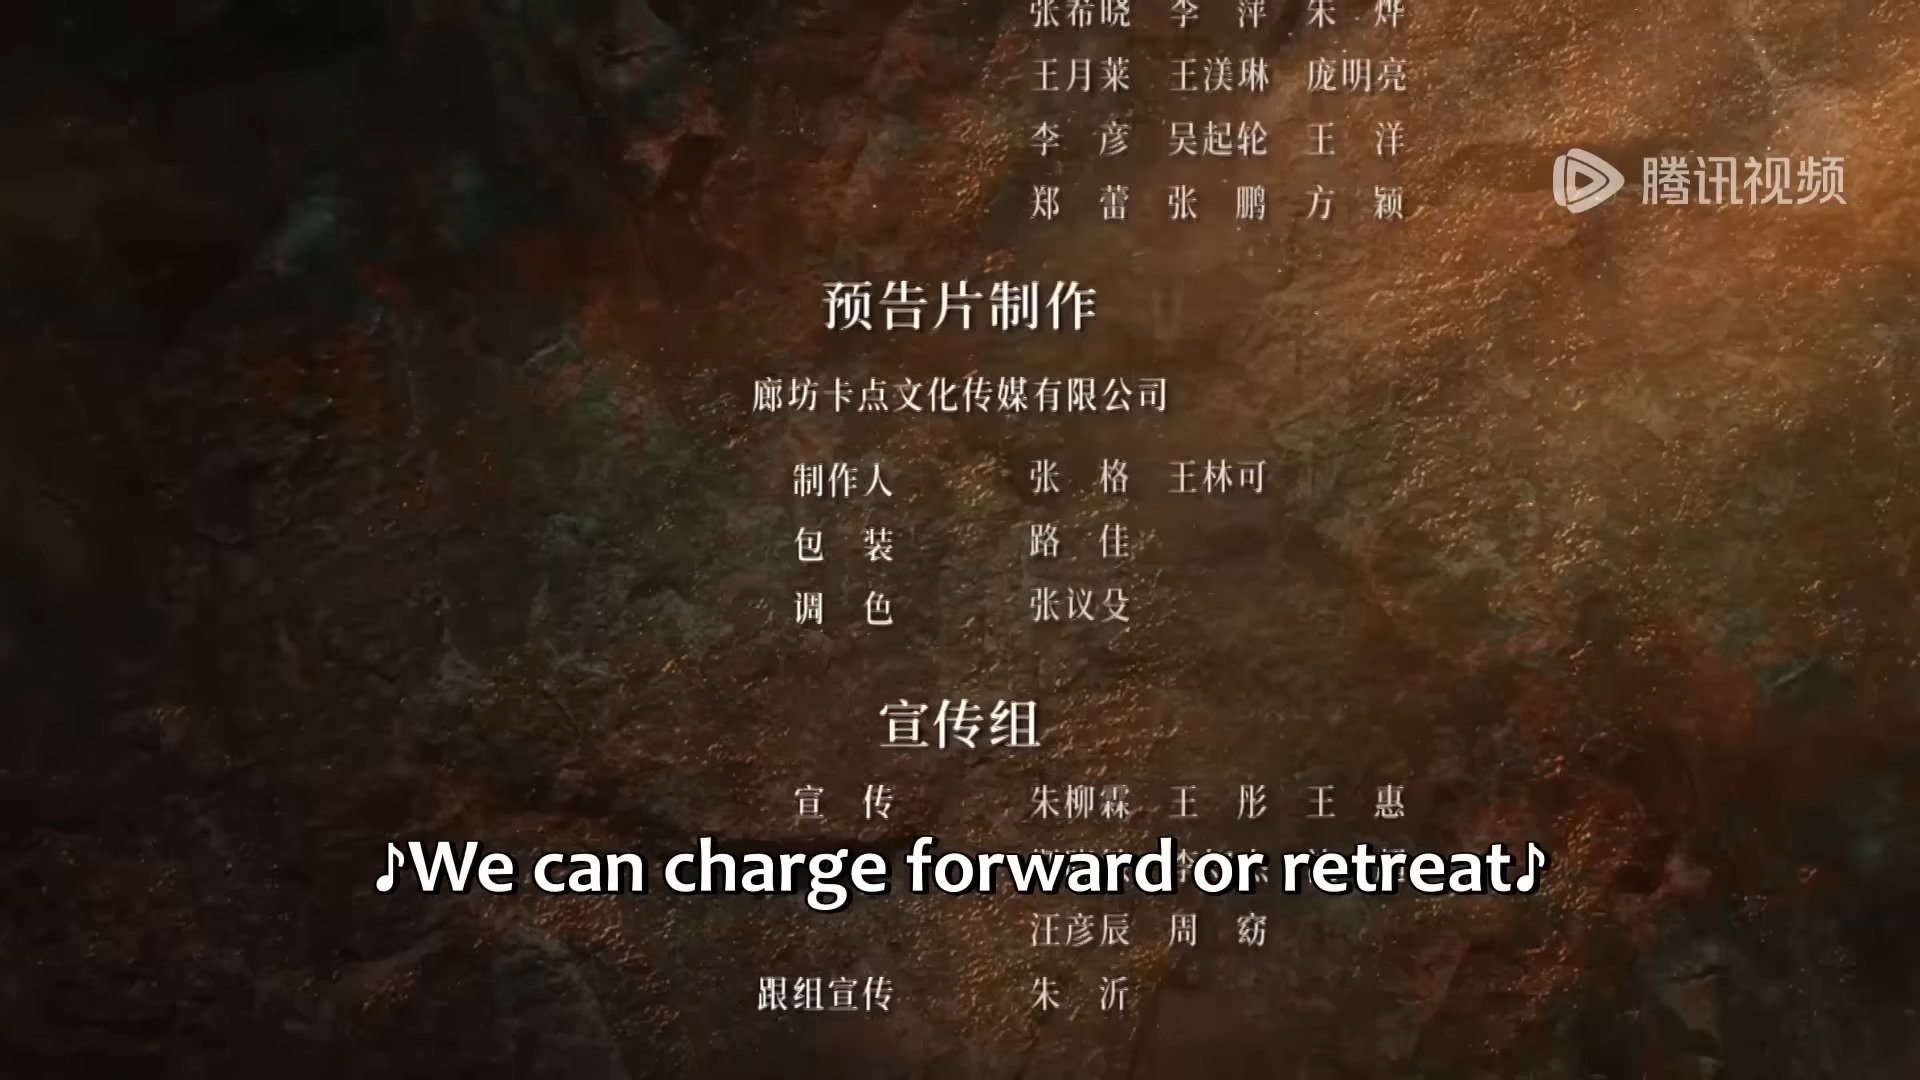 张希晓 李 萍 朱 烨
王月莱 王渼琳 庞明亮
李 彦 吴起轮 王 洋
郑 蕾 张 鹏 方 颖
腾讯视频
预告片制作
廊坊卡点文化传媒有限公司
制作人 张 格 王林可
包 装 路 佳
调 色 张议殳
宣传组
宣 传 朱柳霖 王 彤 王 惠
♪We can charge forward or retreat♪
汪彦辰 周 窈
跟组宣传 朱 沂